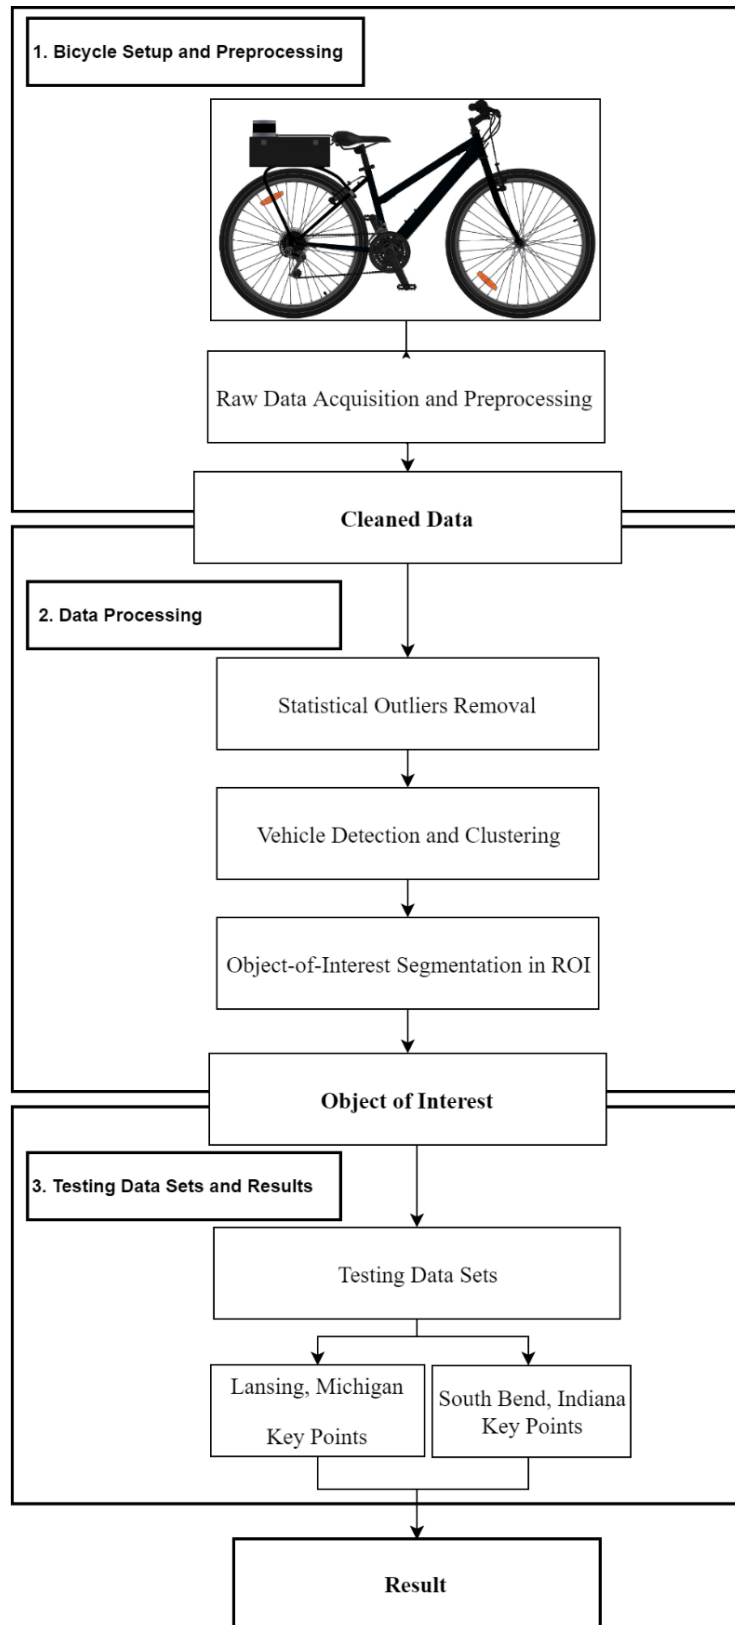 1. Bicycle Setup and Preprocessing
Raw Data Acquisition and Preprocessing
Cleaned Data
2. Data Processing
Statistical Outliers Removal
Vehicle Detection and Clustering
Object-of-Interest Segmentation in ROI
Object of Interest
3. Testing Data Sets and Results
Testing Data Sets
Lansing, Michigan
Key Points
South Bend, Indiana
Key Points
Result